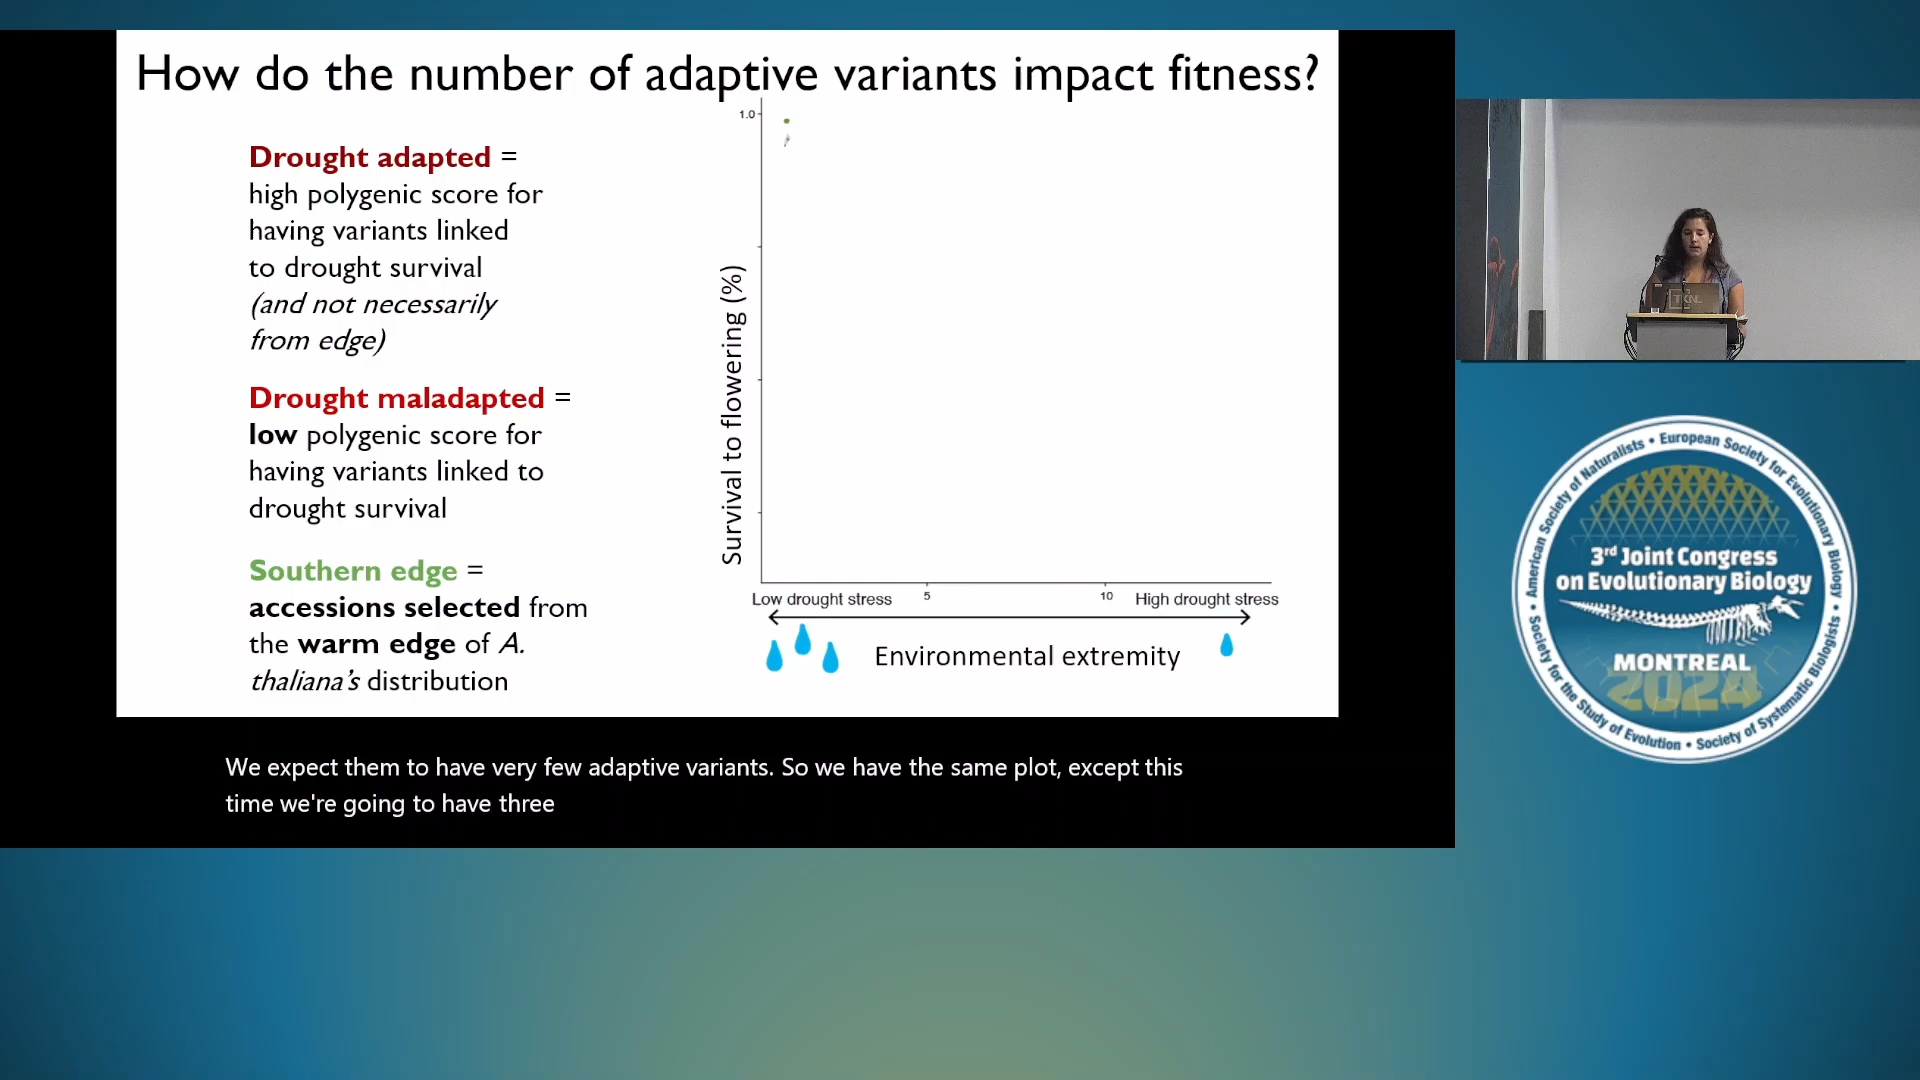 How do the number of adaptive variants impact fitness?
Drought adapted =
high polygenic score for
having variants linked
to drought survival
(and not necessarily
from edge)
Drought maladapted =
low polygenic score for
having variants linked to
drought survival
Southern edge =
accessions selected from
the warm edge of A.
thaliana's distribution
1.0
Survival to flowering (%)
Low drought stress
5
10
High drought stress
Environmental extremity
We expect them to have very few adaptive variants. So we have the same plot, except this
time we're going to have three
TKNL
American Society of Naturalists • European Society for Evolutionary Biology • Society of Systematic Biologists • Society for the Study of Evolution •
3rd Joint Congress
on Evolutionary Biology
MONTREAL
2024